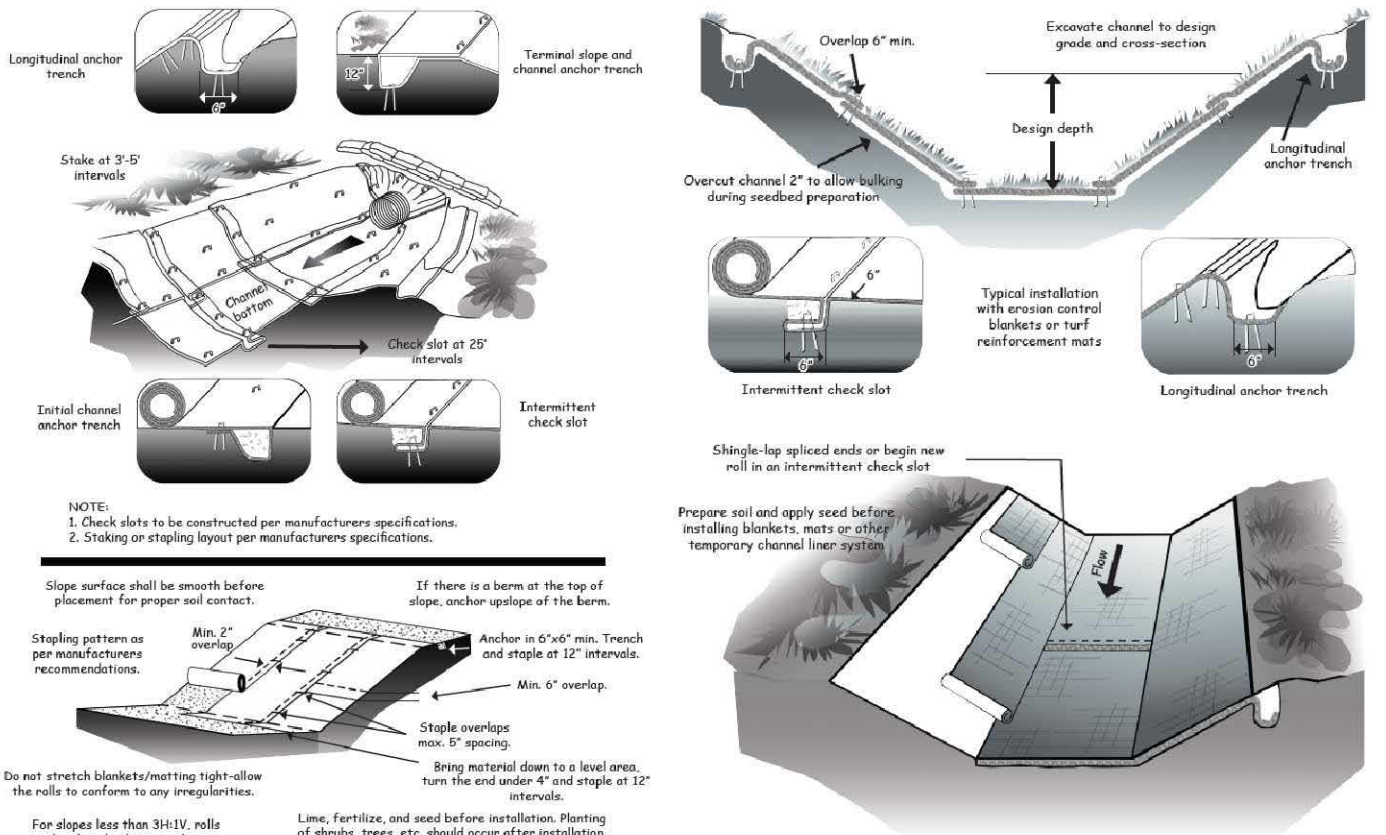 Longitudinal anchor
trench
6"
12"
Terminal slope and
channel anchor trench
Stake at 3'-5'
intervals
Channel
bottom
Check slot at 25'
intervals
Initial channel
anchor trench
Intermittent
check slot
NOTE:
1. Check slots to be constructed per manufacturers specifications.
2. Staking or stapling layout per manufacturers specifications.
Slope surface shall be smooth before
placement for proper soil contact.
If there is a berm at the top of
slope, anchor upslope of the berm.
Stapling pattern as
per manufacturers
recommendations.
Min. 2"
overlap
Anchor in 6"x6" min. Trench
and staple at 12" intervals.
Min. 6" overlap.
Staple overlaps
max. 5" spacing.
Bring material down to a level area,
turn the end under 4" and staple at 12"
intervals.
Do not stretch blankets/matting tight-allow
the rolls to conform to any irregularities.
For slopes less than 3H:1V, rolls
Lime, fertilize, and seed before installation. Planting
of shrubs, trees, etc. should occur after installation.
Overlap 6" min.
Excavate channel to design
grade and cross-section
Design depth
Longitudinal
anchor trench
Overcut channel 2" to allow bulking
during seedbed preparation
6"
6"
Intermittent check slot
Typical installation
with erosion control
blankets or turf
reinforcement mats
6"
Longitudinal anchor trench
Shingle-lap spliced ends or begin new
roll in an intermittent check slot
Prepare soil and apply seed before
installing blankets, mats or other
temporary channel liner system
Flow